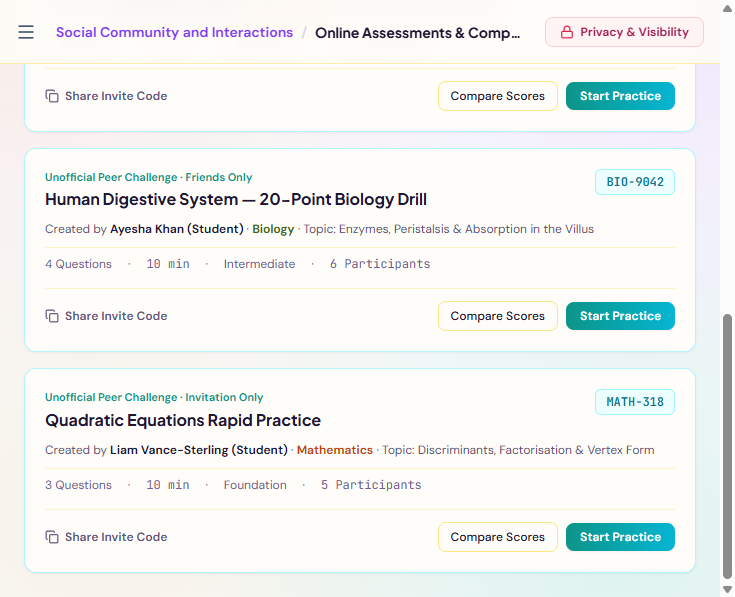 Social Community and Interactions / Online Assessments & Comp...
Privacy & Visibility
Share Invite Code
Compare Scores
Start Practice
Unofficial Peer Challenge · Friends Only
BIO-9042
Human Digestive System — 20-Point Biology Drill
Created by Ayesha Khan (Student) · Biology · Topic: Enzymes, Peristalsis & Absorption in the Villus
4 Questions · 10 min · Intermediate · 6 Participants
Share Invite Code
Compare Scores
Start Practice
Unofficial Peer Challenge · Invitation Only
MATH-318
Quadratic Equations Rapid Practice
Created by Liam Vance-Sterling (Student) · Mathematics · Topic: Discriminants, Factorisation & Vertex Form
3 Questions · 10 min · Foundation · 5 Participants
Share Invite Code
Compare Scores
Start Practice